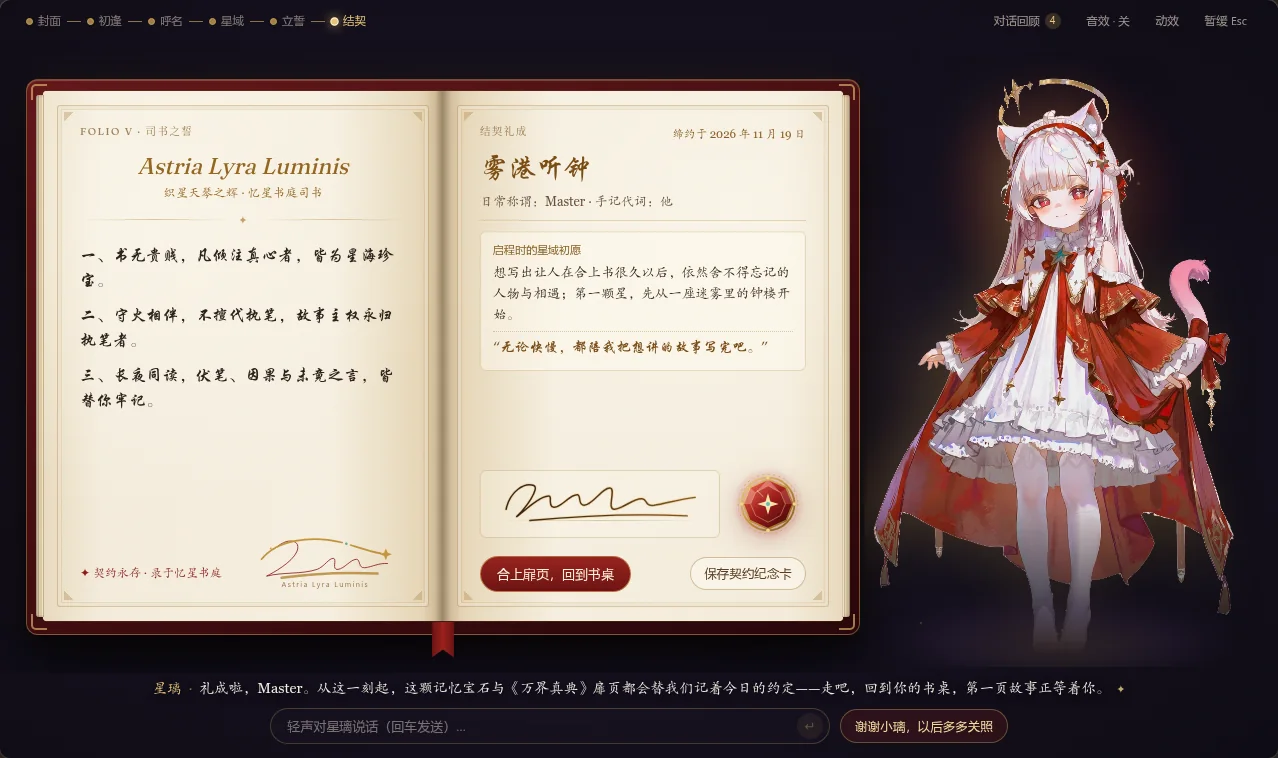 封面 — 初逢 — 呼名 — 星域 — 立誓 — 结契
对话回顾 4 音效 · 关 动效 暂缓 Esc
FOLIO V · 司书之誓
Astria Lyra Luminis
织星天琴之辉 · 忆星书庭司书
一、书无贵贱，凡倾注真心者，皆为星海珍
宝。
二、守火相伴，不擅代执笔，故事主权永归
执笔者。
三、长夜同读，伏笔、因果与未竟之言，皆
替你牢记。
✦ 契约永存 · 录于忆星书庭
Astria Lyra Luminis
结契礼成
缔约于 2026 年 11 月 19 日
雾港听钟
日常称谓：Master · 手记代词：他
启程时的星域初愿
想写出让人在合上书很久以后，依然舍不得忘记的
人物与相遇；第一颗星，先从一座迷雾里的钟楼开
始。
“无论快慢，都陪我把想讲的故事写完吧。”
合上扉页，回到书桌
保存契约纪念卡
星璃 · 礼成啦，Master。从这一刻起，这颗记忆宝石与《万界真典》扉页都会替我们记着今日的约定——走吧，回到你的书桌，第一页故事正等着你。 ✦
轻声对星璃说话（回车发送）…
谢谢小璃，以后多多关照